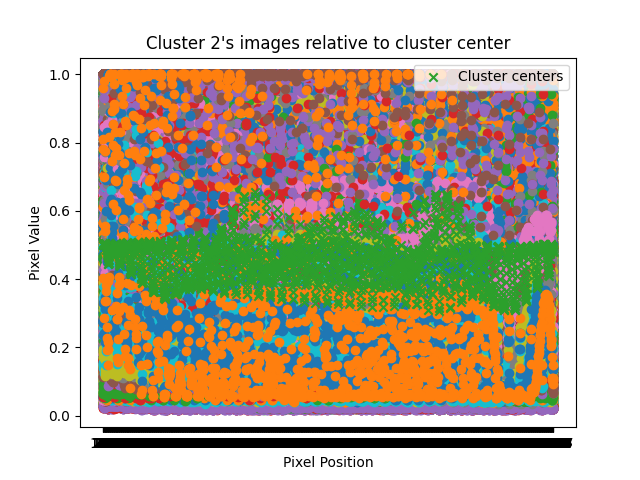 Cluster 2's images relative to cluster center
Cluster centers
1.0
0.8
0.6
0.4
0.2
0.0
Pixel Value
Pixel Position